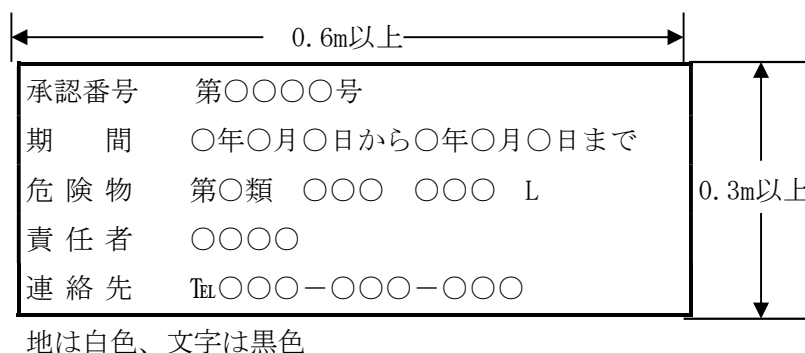 0.6m以上
承認番号　　第○○○○号
期　　間　　○年○月○日から○年○月○日まで
危 険 物　　第○類　○○○　○○○　L
0.3m以上
責 任 者　　○○○○
連 絡 先　　℡○○○－○○○－○○○
地は白色、文字は黒色